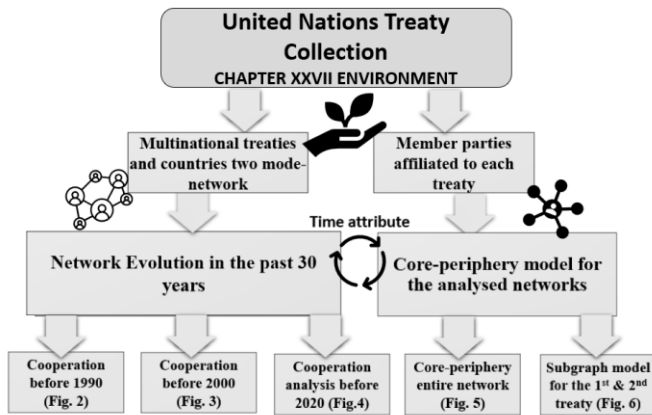 United Nations Treaty
Collection
CHAPTER XXVII ENVIRONMENT
Multinational treaties
and countries two mode-
network
Member parties
affiliated to each
treaty
Time attribute
Network Evolution in the past 30
years
Core-periphery model for
the analysed networks
Cooperation
before 1990
(Fig. 2)
Cooperation
before 2000
(Fig. 3)
Cooperation
analysis before
2020 (Fig.4)
Core-periphery
entire network
(Fig. 5)
Subgraph model
for the 1st & 2nd
treaty (Fig. 6)